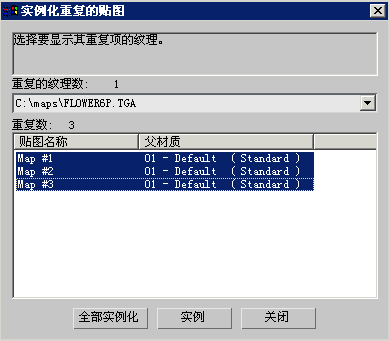 实例化重复的贴图
选择要显示其重复项的纹理。
重复的纹理数: 1
C:\maps\FLOWER6P.TGA
重复数: 3
贴图名称 父材质
Map #1 01 - Default ( Standard )
Map #2 01 - Default ( Standard )
Map #3 01 - Default ( Standard )
全部实例化 实例 关闭